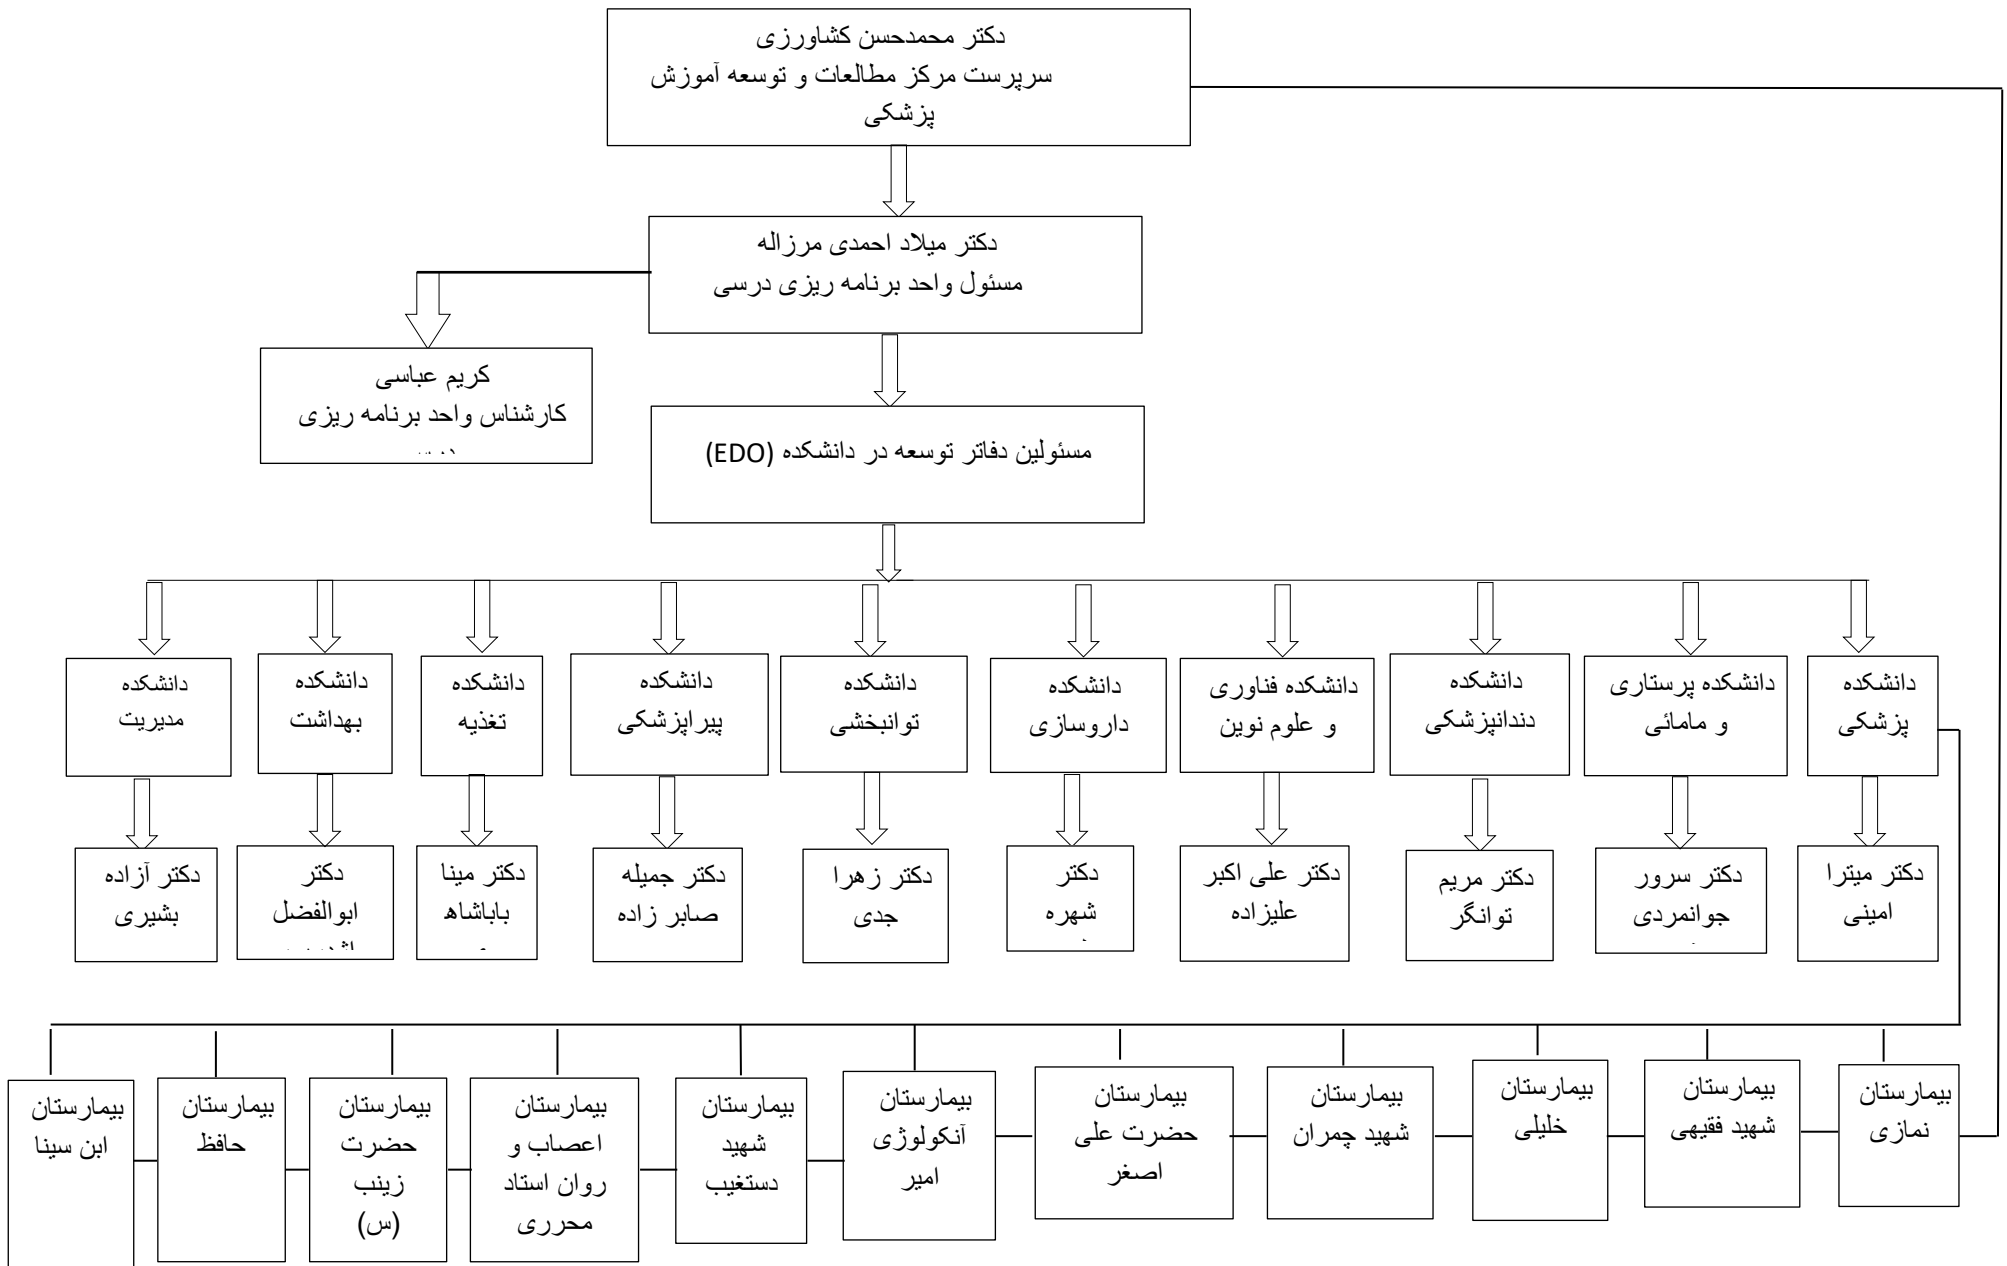 دکتر محمدحسن کشاورزی
سرپرست مرکز مطالعات و توسعه آموزش
پزشکی
دکتر میلاد احمدی مرزاله
مسئول واحد برنامه ریزی درسی
کریم عباسی
کارشناس واحد برنامه ریزی
مسئولین دفاتر توسعه در دانشکده (EDO)
دانشکده
پزشکی
دانشکده پرستاری
و مامائی
دانشکده
دندانپزشکی
دانشکده فناوری
و علوم نوین
دانشکده
داروسازی
دانشکده
توانبخشی
دانشکده
پیراپزشکی
دانشکده
تغذیه
دانشکده
بهداشت
دانشکده
مدیریت
دکتر میترا
امینی
دکتر سرور
جوانمردی
دکتر مریم
توانگر
دکتر علی اکبر
علیزاده
دکتر
شهره
دکتر زهرا
جدی
دکتر جمیله
صابر زاده
دکتر مینا
باباشاه
دکتر
ابوالفضل
دکتر آزاده
بشیری
بیمارستان
نمازی
بیمارستان
شهید فقیهی
بیمارستان
خلیلی
بیمارستان
شهید چمران
بیمارستان
حضرت علی
اصغر
بیمارستان
آنکولوژی
امیر
بیمارستان
شهید
دستغیب
بیمارستان
اعصاب و
روان استاد
محرری
بیمارستان
حضرت
زینب
(س)
بیمارستان
حافظ
بیمارستان
ابن سینا